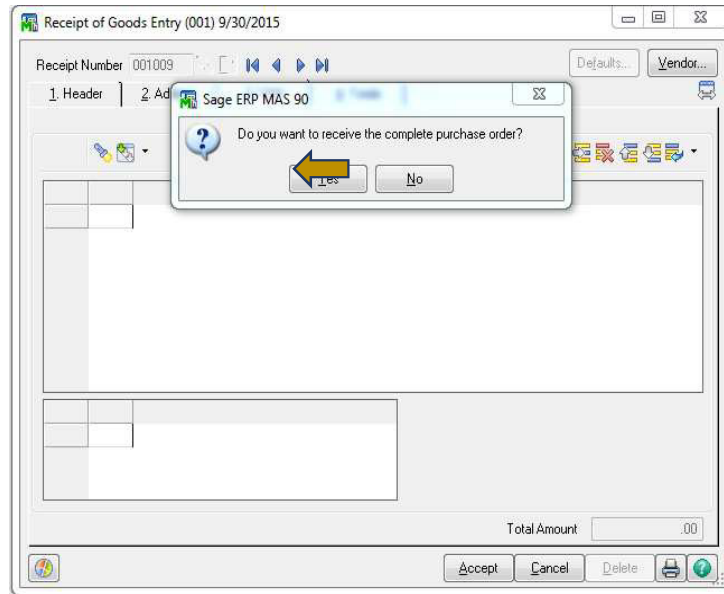 Receipt of Goods Entry (001) 9/30/2015
Receipt Number 001009 Defaults... Vendor...
1. Header 2. Ad
Sage ERP MAS 90
Do you want to receive the complete purchase order?
Yes No
Total Amount .00
Accept Cancel Delete